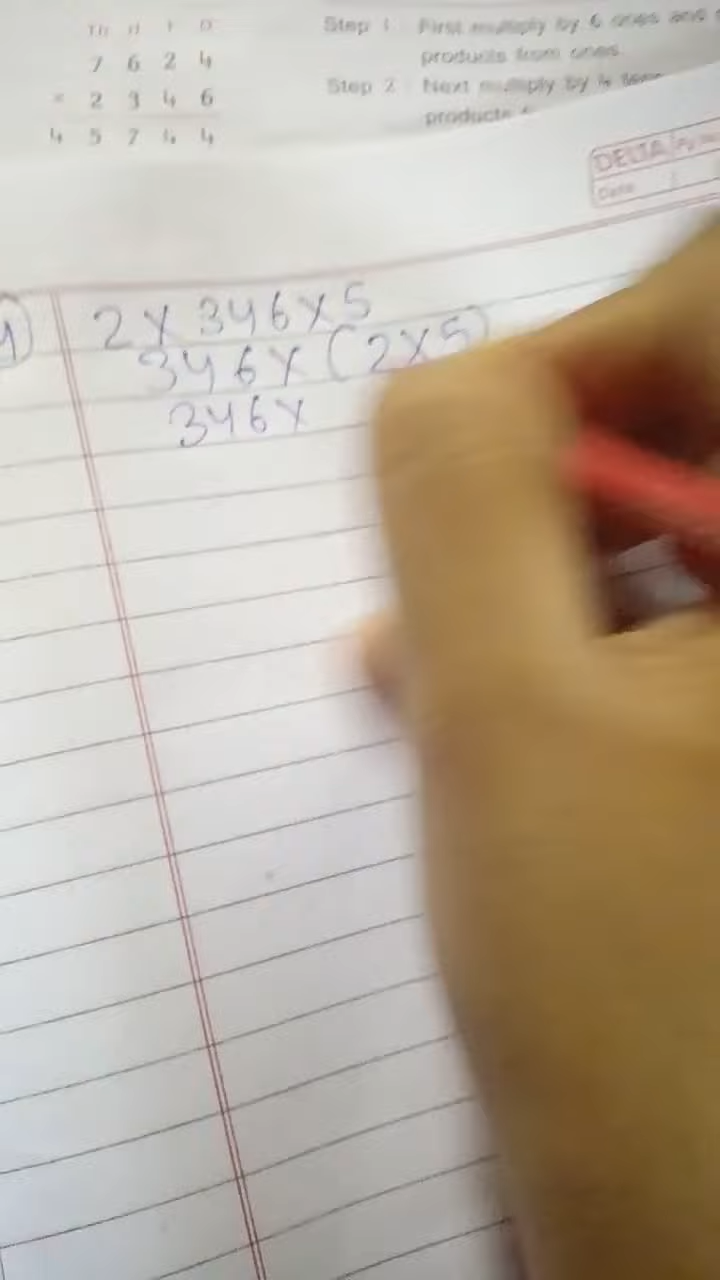 Th H T O
7 6 2 4
× 2 3 4 6
4 5 7 4 4
Step 1 First multiply by 6 ones and
products from ones.
Step 2 Next multiply by 4
products
DELTA
Date
2 x 346 x 5
346 x (2 x 5)
346 x